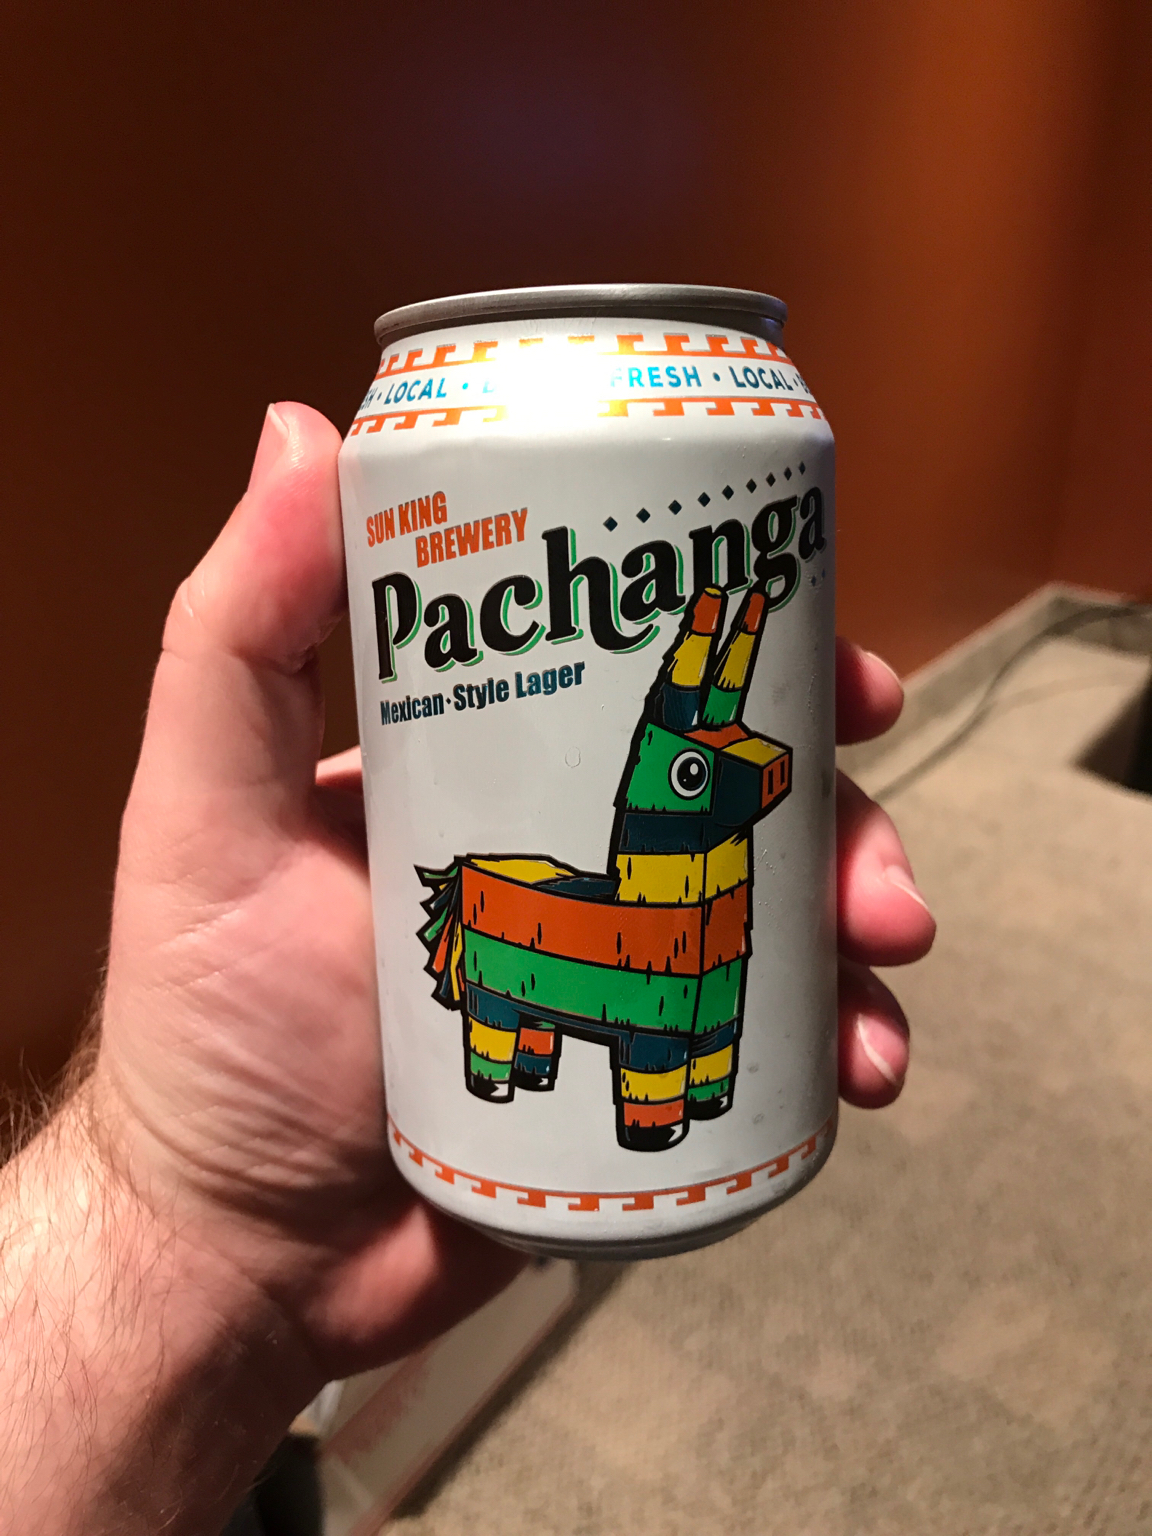 LOCAL • FRESH • LOCAL •
SUN KING
BREWERY
Pachanga
Mexican•Style Lager